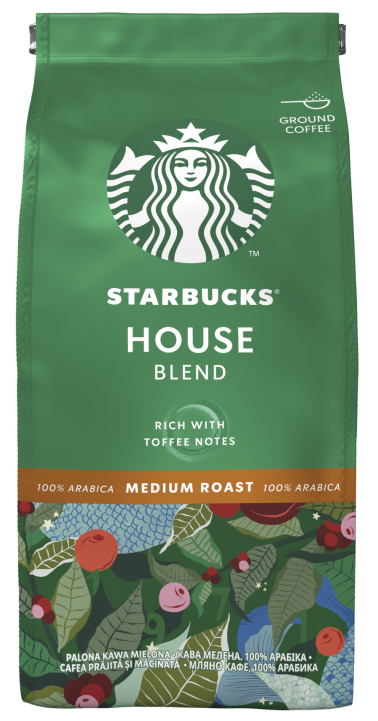 GROUND
COFFEE
TM
STARBUCKS®
HOUSE
BLEND
RICH WITH
TOFFEE NOTES
100% ARABICA MEDIUM ROAST 100% ARABICA
971
PALONA KAWA MIELONA • КАВА МЕЛЕНА, 100% АРАБІКА •
CAFEA PRĂJITĂ ȘI MĂCINATĂ • МЛЯНО КАФЕ, 100% АРАБИКА